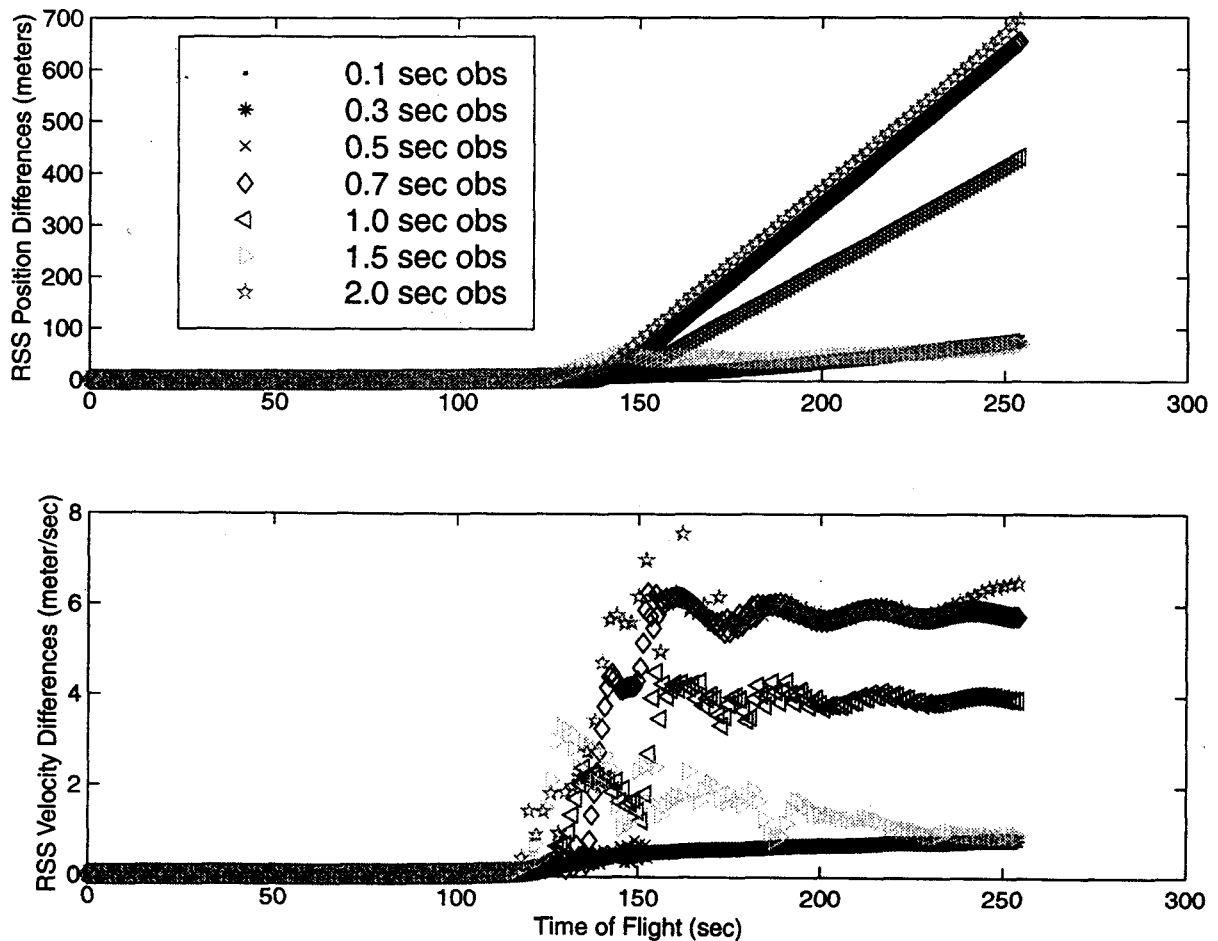 RSS Position Differences (meters)
700
600
500
400
300
200
100
0
0.1 sec obs
0.3 sec obs
0.5 sec obs
0.7 sec obs
1.0 sec obs
1.5 sec obs
2.0 sec obs
0 50 100 150 200 250 300
RSS Velocity Differences (meter/sec)
8
6
4
2
0
0 50 100 150 200 250 300
Time of Flight (sec)